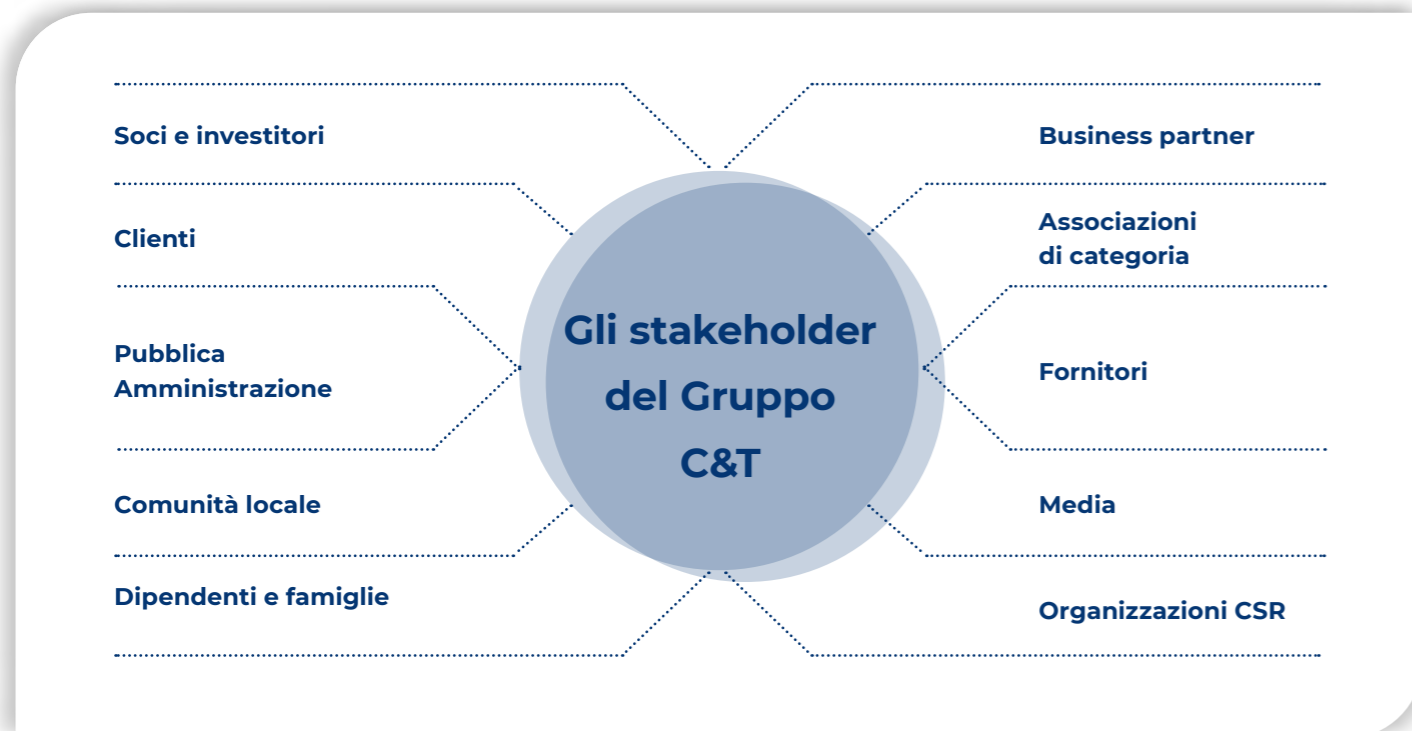 Soci e investitori
Clienti
Pubblica
Amministrazione
Comunità locale
Dipendenti e famiglie
Gli stakeholder
del Gruppo
C&T
Business partner
Associazioni
di categoria
Fornitori
Media
Organizzazioni CSR